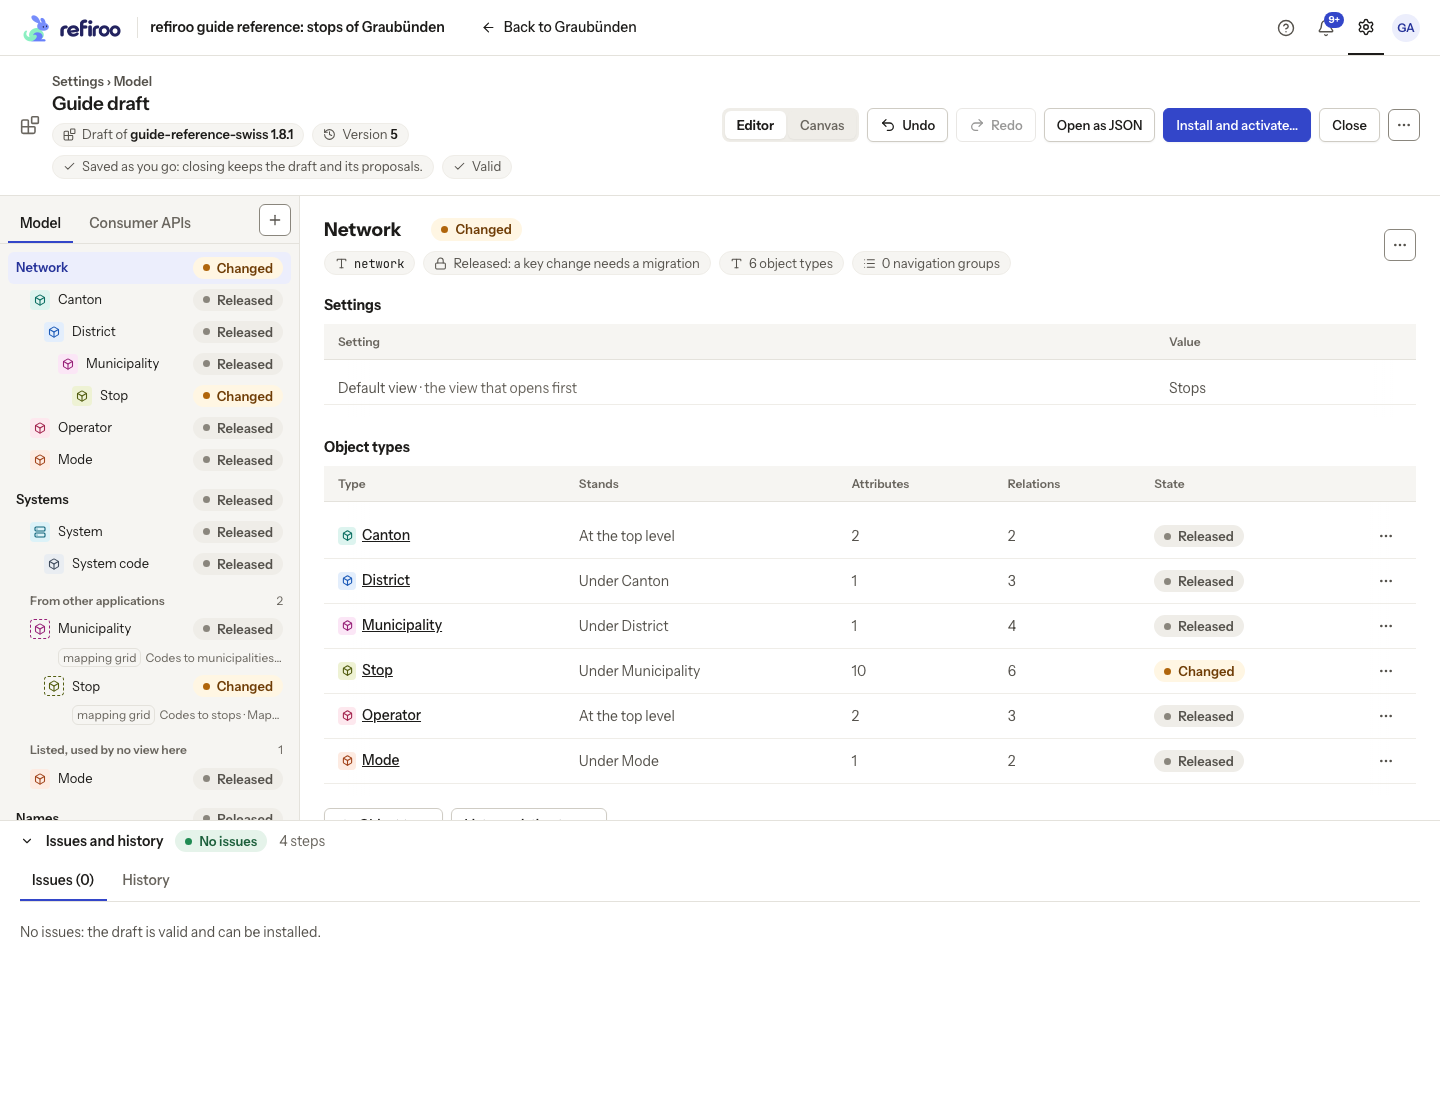 refiroo
refiroo guide reference: stops of Graubünden
Back to Graubünden
9+
GA
Settings › Model
Guide draft
Draft of guide-reference-swiss 1.8.1
Version 5
Saved as you go: closing keeps the draft and its proposals.
Valid
Editor
Canvas
Undo
Redo
Open as JSON
Install and activate...
Close
Model
Consumer APIs
Network Changed
Canton Released
District Released
Municipality Released
Stop Changed
Operator Released
Mode Released
Systems Released
System Released
System code Released
From other applications 2
Municipality Released
mapping grid Codes to municipalities...
Stop Changed
mapping grid Codes to stops · Map...
Listed, used by no view here 1
Mode Released
Names Released
Network
Changed
network
Released: a key change needs a migration
6 object types
0 navigation groups
Settings
Setting Value
Default view · the view that opens first Stops
Object types
Type Stands Attributes Relations State
Canton At the top level 2 2 Released
District Under Canton 1 3 Released
Municipality Under District 1 4 Released
Stop Under Municipality 10 6 Changed
Operator At the top level 2 3 Released
Mode Under Mode 1 2 Released
Issues and history
No issues
4 steps
Issues (0)
History
No issues: the draft is valid and can be installed.